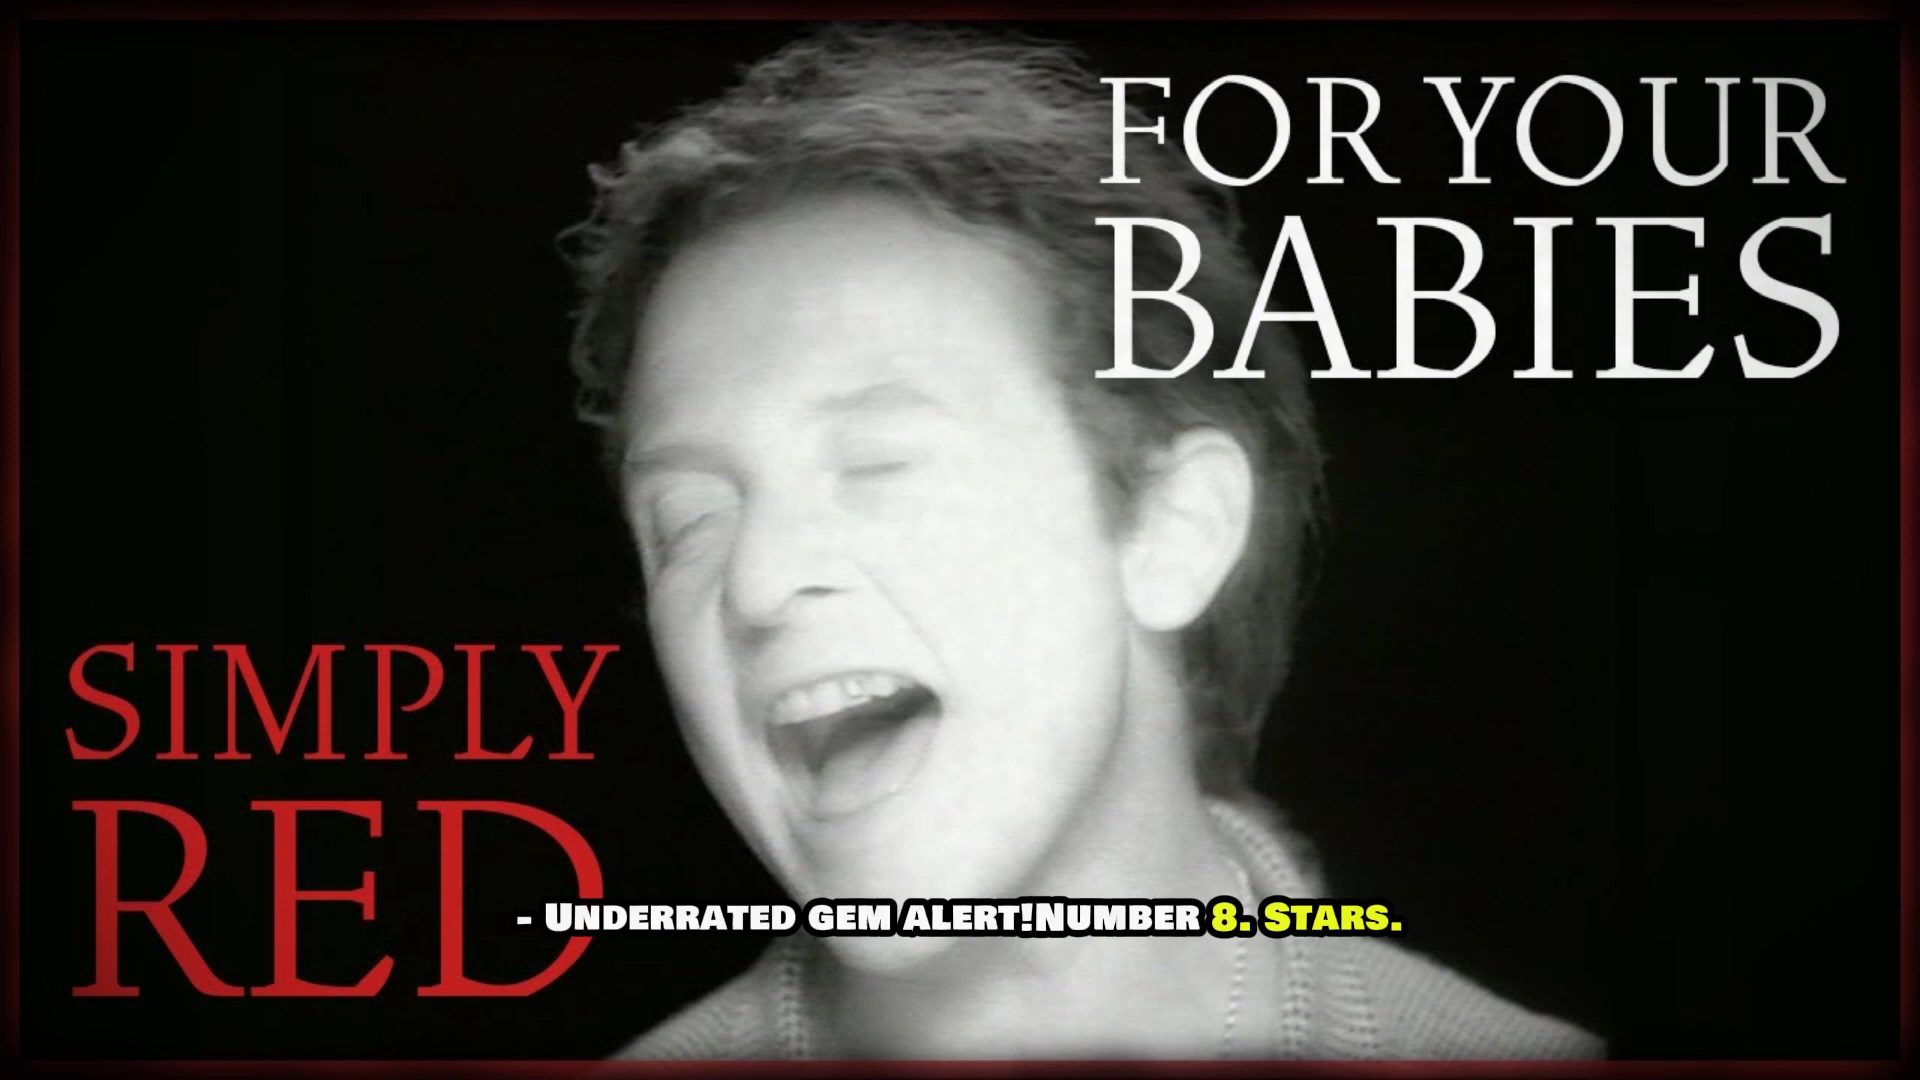 FOR YOUR
BABIES
SIMPLY
RED
- UNDERRATED GEM ALERT!NUMBER 8. STARS.